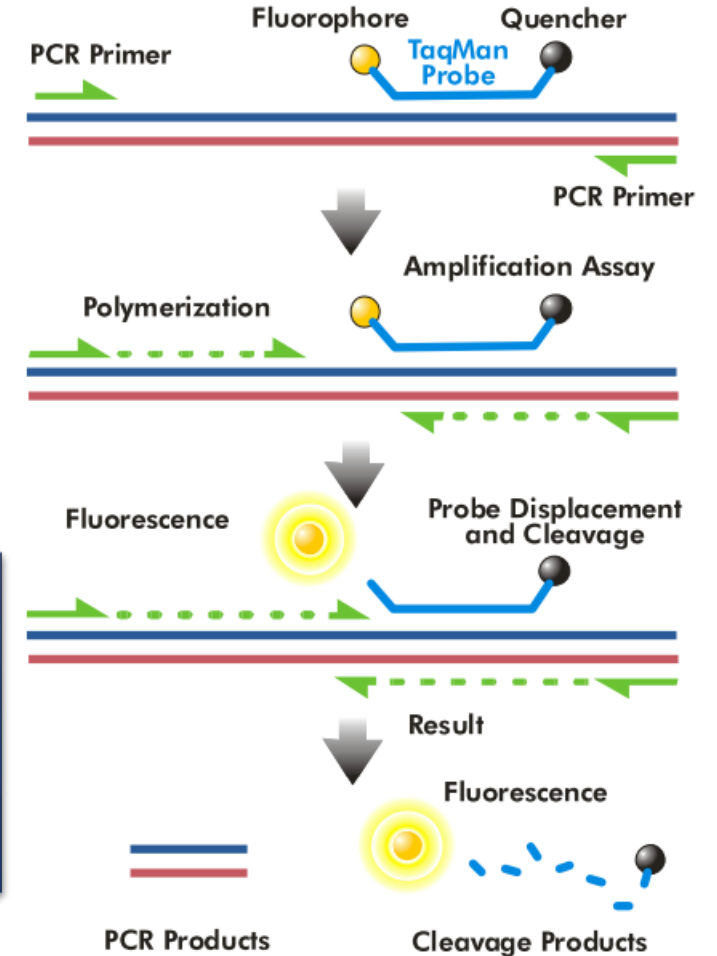 Fluorophore
Quencher
PCR Primer
TaqMan
Probe
PCR Primer
Amplification Assay
Polymerization
Fluorescence
Probe Displacement
and Cleavage
Result
Fluorescence
PCR Products
Cleavage Products